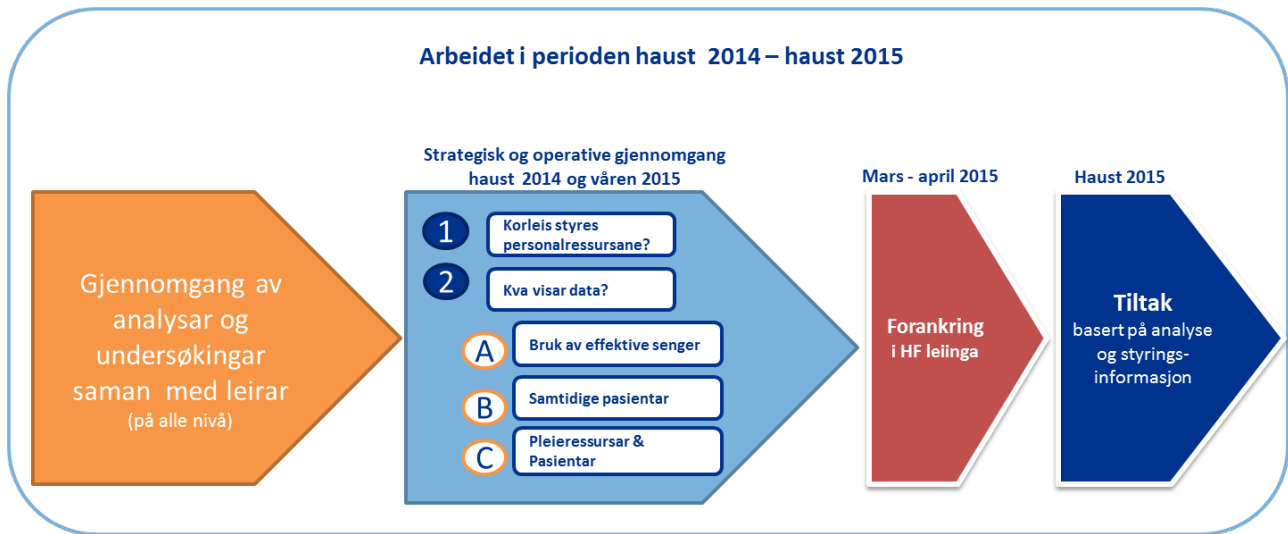 Arbeidet i perioden haust 2014 – haust 2015
Gjennomgang av
analysar og
undersøkingar
saman med leirar
(på alle nivå)
Strategisk og operative gjennomgang
haust 2014 og våren 2015
1
Korleis styres
personalressursane?
2
Kva visar data?
A
Bruk av effektive senger
B
Samtidige pasientar
C
Pleieressursar &
Pasientar
Mars - april 2015
Forankring
i HF leiinga
Haust 2015
Tiltak
basert på analyse
og styrings-
informasjon